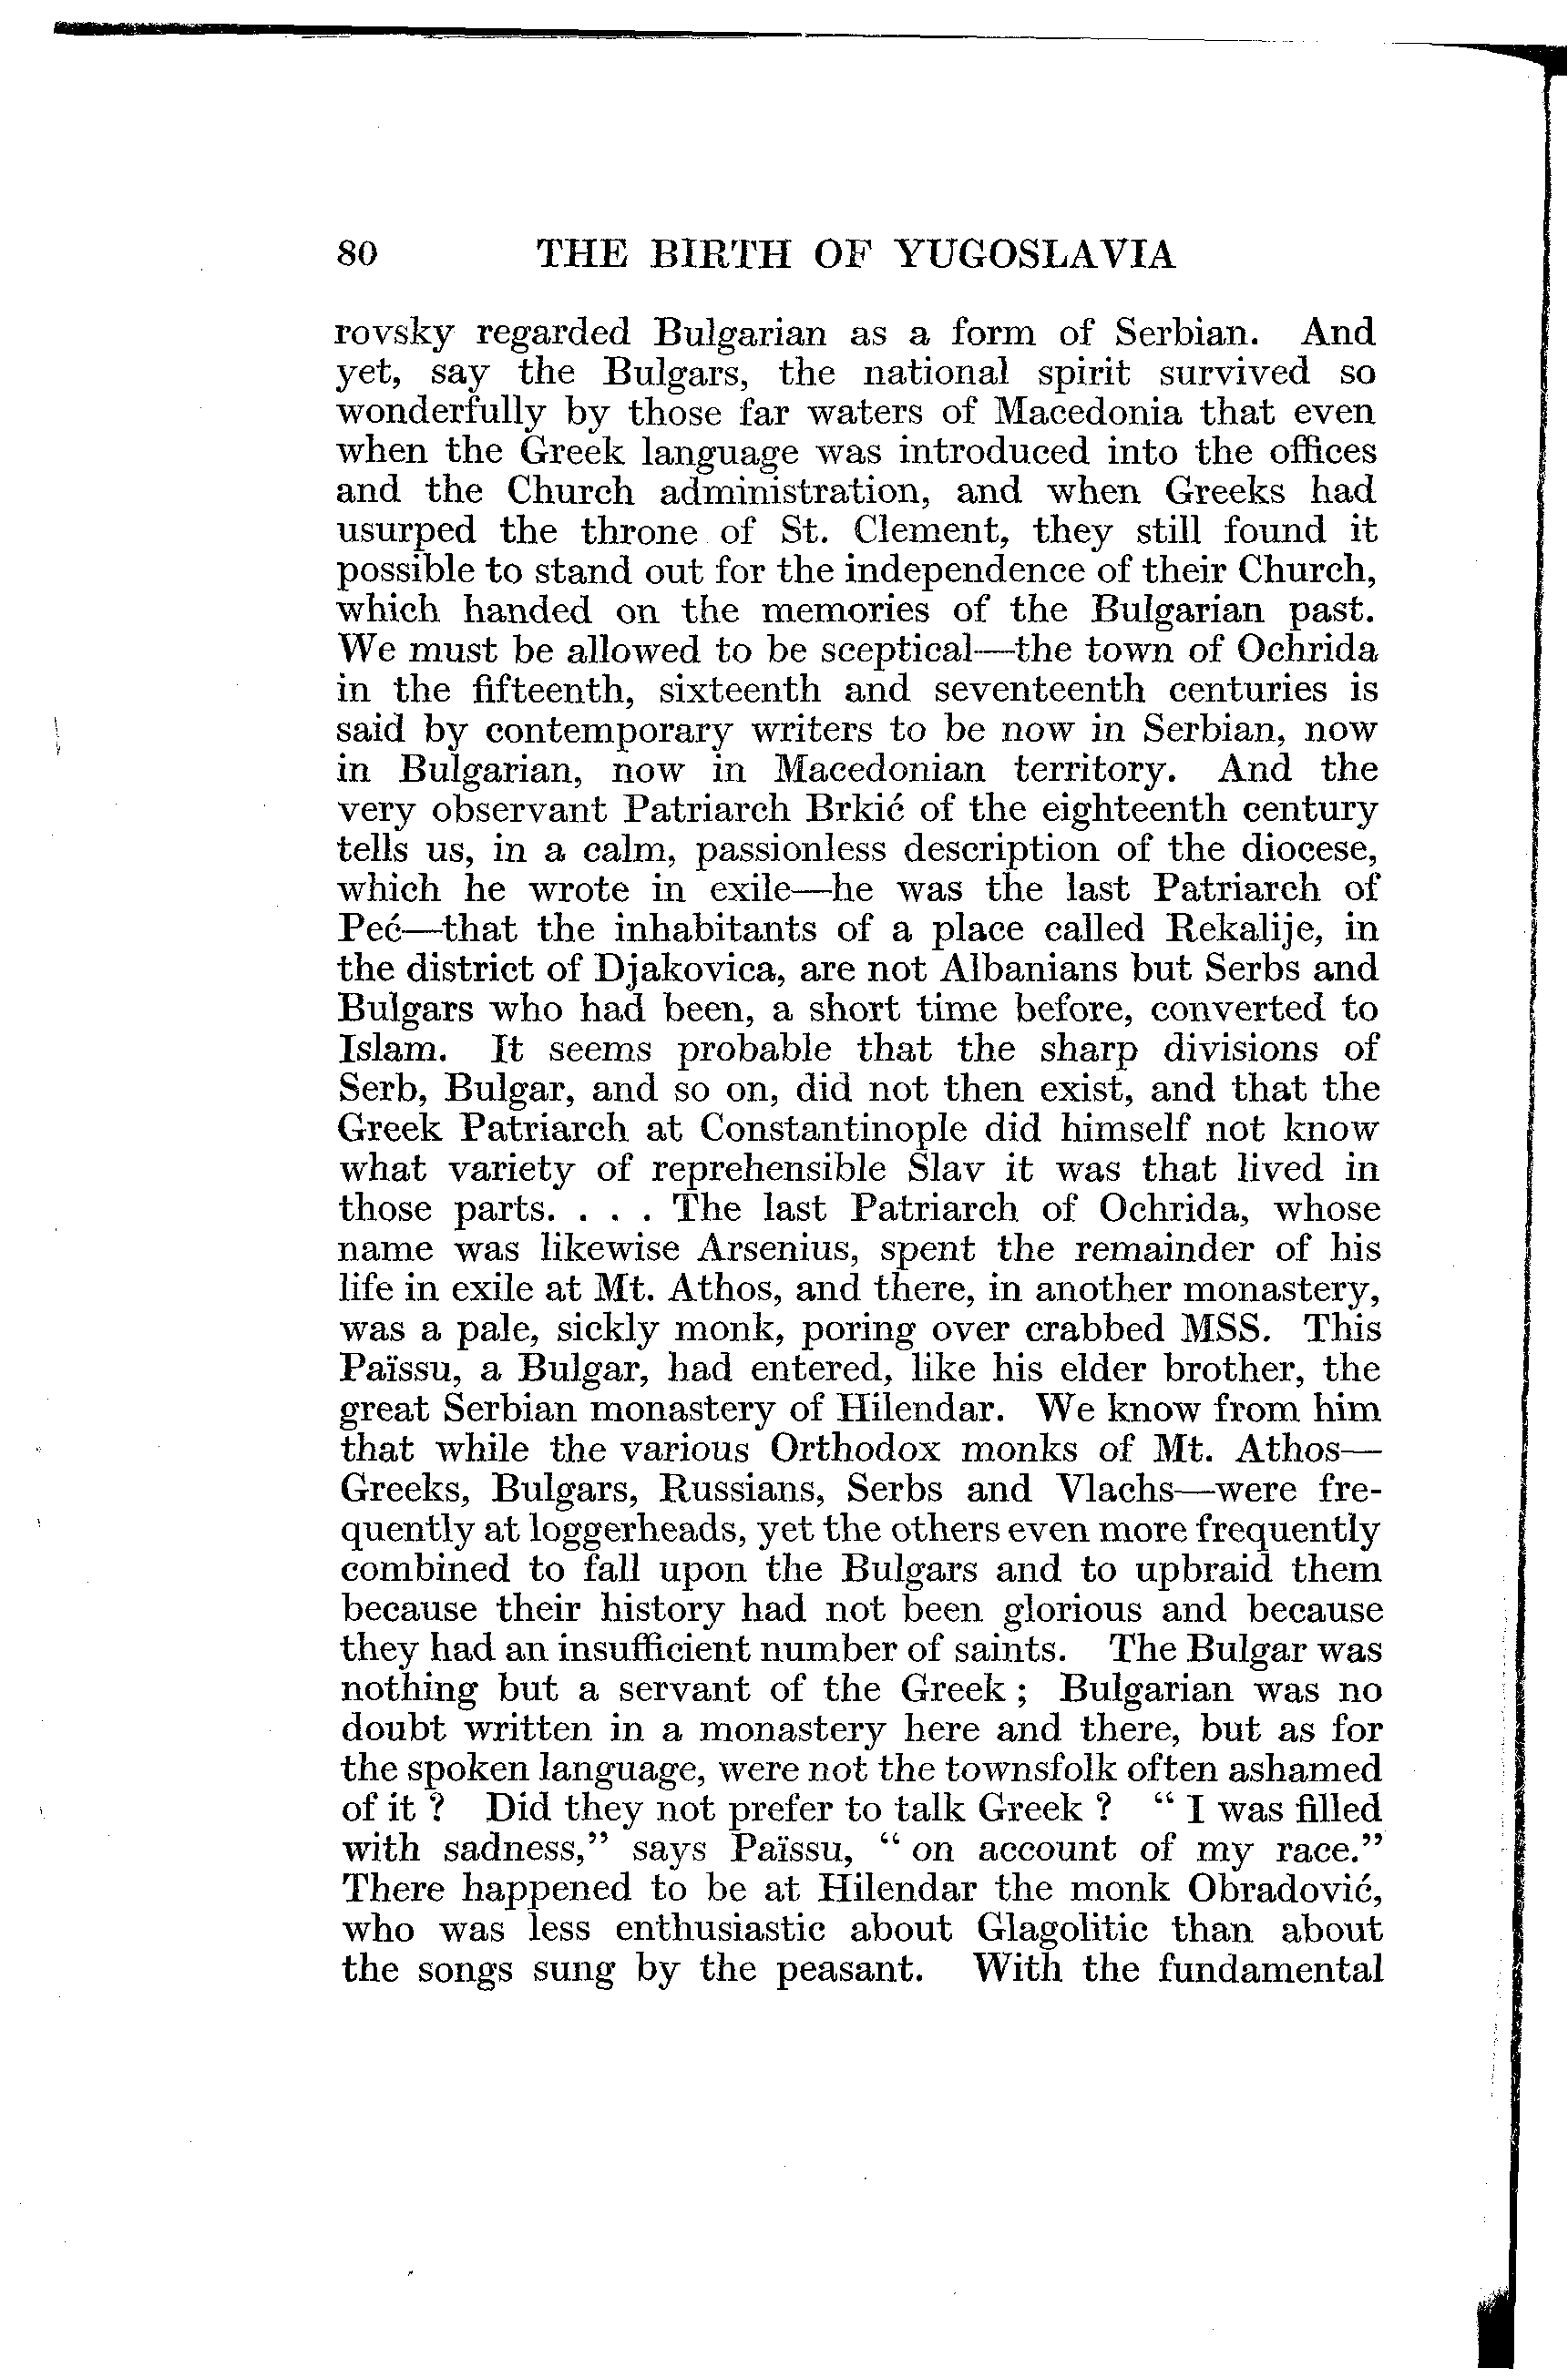 80 THE BIRTH OF YUGOSLAVIA
rovsky regarded Bulgarian as a form of Serbian. And
yet, say the Bulgars, the national spirit survived so
wonderfully by those far waters of Macedonia that even
when the Greek language was introduced into the offices
and the Church administration, and when Greeks had
usurped the throne of St. Clement, they still found it
possible to stand out for the independence of their Church,
which handed on the memories of the Bulgarian past.
We must be allowed to be sceptical—the town of Ochrida
in the fifteenth, sixteenth and seventeenth centuries is
said by contemporary writers to be now in Serbian, now
in Bulgarian, now in Macedonian territory. And the
very observant Patriarch Brkić of the eighteenth century
tells us, in a calm, passionless description of the diocese,
which he wrote in exile—he was the last Patriarch of
Peć—that the inhabitants of a place called Rekalije, in
the district of Djakovica, are not Albanians but Serbs and
Bulgars who had been, a short time before, converted to
Islam. It seems probable that the sharp divisions of
Serb, Bulgar, and so on, did not then exist, and that the
Greek Patriarch at Constantinople did himself not know
what variety of reprehensible Slav it was that lived in
those parts. . . . The last Patriarch of Ochrida, whose
name was likewise Arsenius, spent the remainder of his
life in exile at Mt. Athos, and there, in another monastery,
was a pale, sickly monk, poring over crabbed MSS. This
Païssu, a Bulgar, had entered, like his elder brother, the
great Serbian monastery of Hilendar. We know from him
that while the various Orthodox monks of Mt. Athos—
Greeks, Bulgars, Russians, Serbs and Vlachs—were fre-
quently at loggerheads, yet the others even more frequently
combined to fall upon the Bulgars and to upbraid them
because their history had not been glorious and because
they had an insufficient number of saints. The Bulgar was
nothing but a servant of the Greek ; Bulgarian was no
doubt written in a monastery here and there, but as for
the spoken language, were not the townsfolk often ashamed
of it ? Did they not prefer to talk Greek ? “ I was filled
with sadness,” says Païssu, “ on account of my race.”
There happened to be at Hilendar the monk Obradović,
who was less enthusiastic about Glagolitic than about
the songs sung by the peasant. With the fundamental